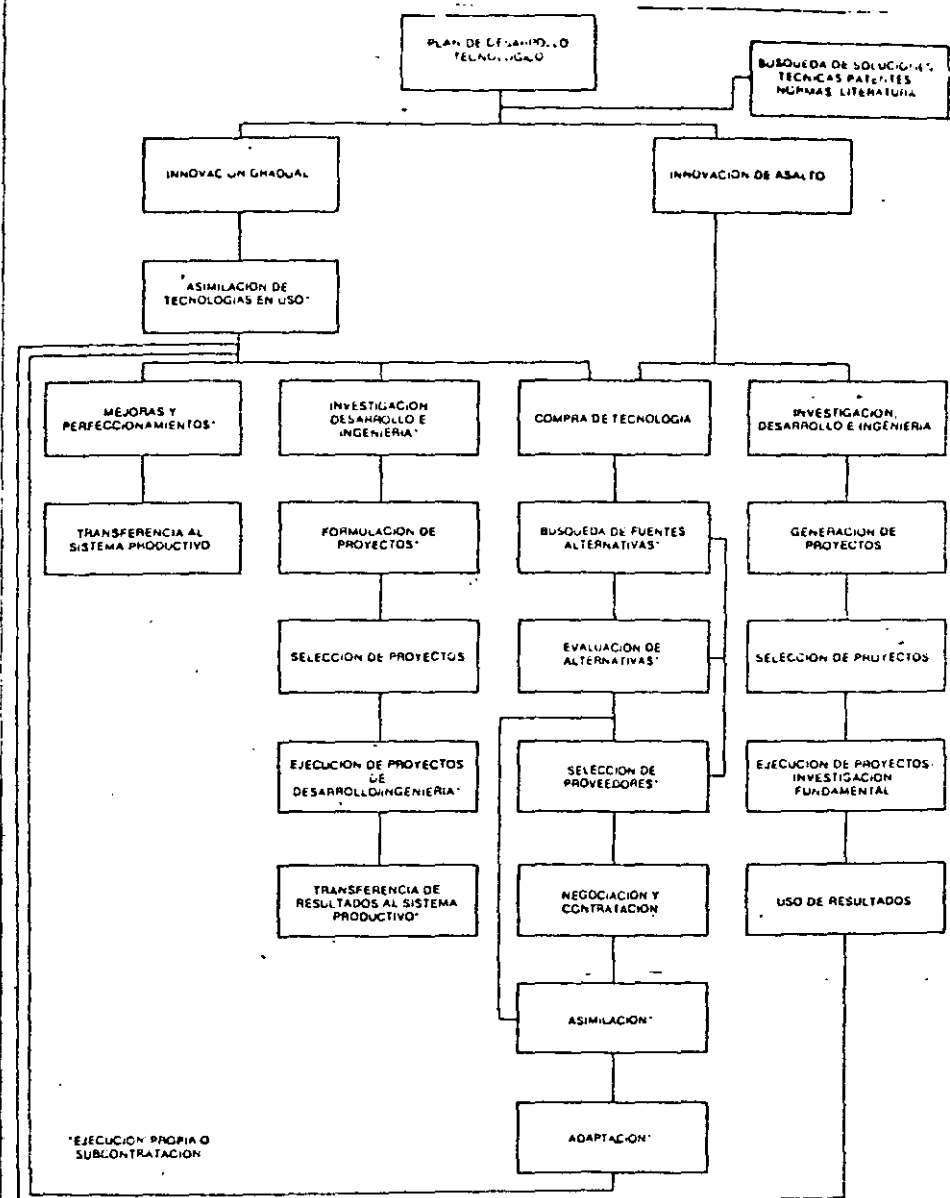 PLAN DE DESARROLLO
TECNOLOGICO
BUSQUEDA DE SOLUCIONES
TECNICAS PATENTES
NORMAS LITERATURA
INNOVACION GRADUAL
INNOVACION DE ASALTO
ASIMILACION DE
TECNOLOGIAS EN USO*
MEJORAS Y
PERFECCIONAMIENTOS*
INVESTIGACION
DESARROLLO E
INGENIERIA*
COMPRA DE TECNOLOGIA
INVESTIGACION,
DESARROLLO E INGENIERIA
TRANSFERENCIA AL
SISTEMA PRODUCTIVO
FORMULACION DE
PROYECTOS*
BUSQUEDA DE FUENTES
ALTERNATIVAS*
GENERACION DE
PROYECTOS
SELECCION DE PROYECTOS
EVALUACION DE
ALTERNATIVAS*
SELECCION DE PROYECTOS
EJECUCION DE PROYECTOS
DE
DESARROLLO/INGENIERIA*
SELECCION DE
PROVEEDORES*
EJECUCION DE PROYECTOS
INVESTIGACION
FUNDAMENTAL
TRANSFERENCIA DE
RESULTADOS AL SISTEMA
PRODUCTIVO*
NEGOCIACION Y
CONTRATACION
USO DE RESULTADOS
ASIMILACION*
ADAPTACION*
*EJECUCION PROPIA O
SUBCONTRATACION